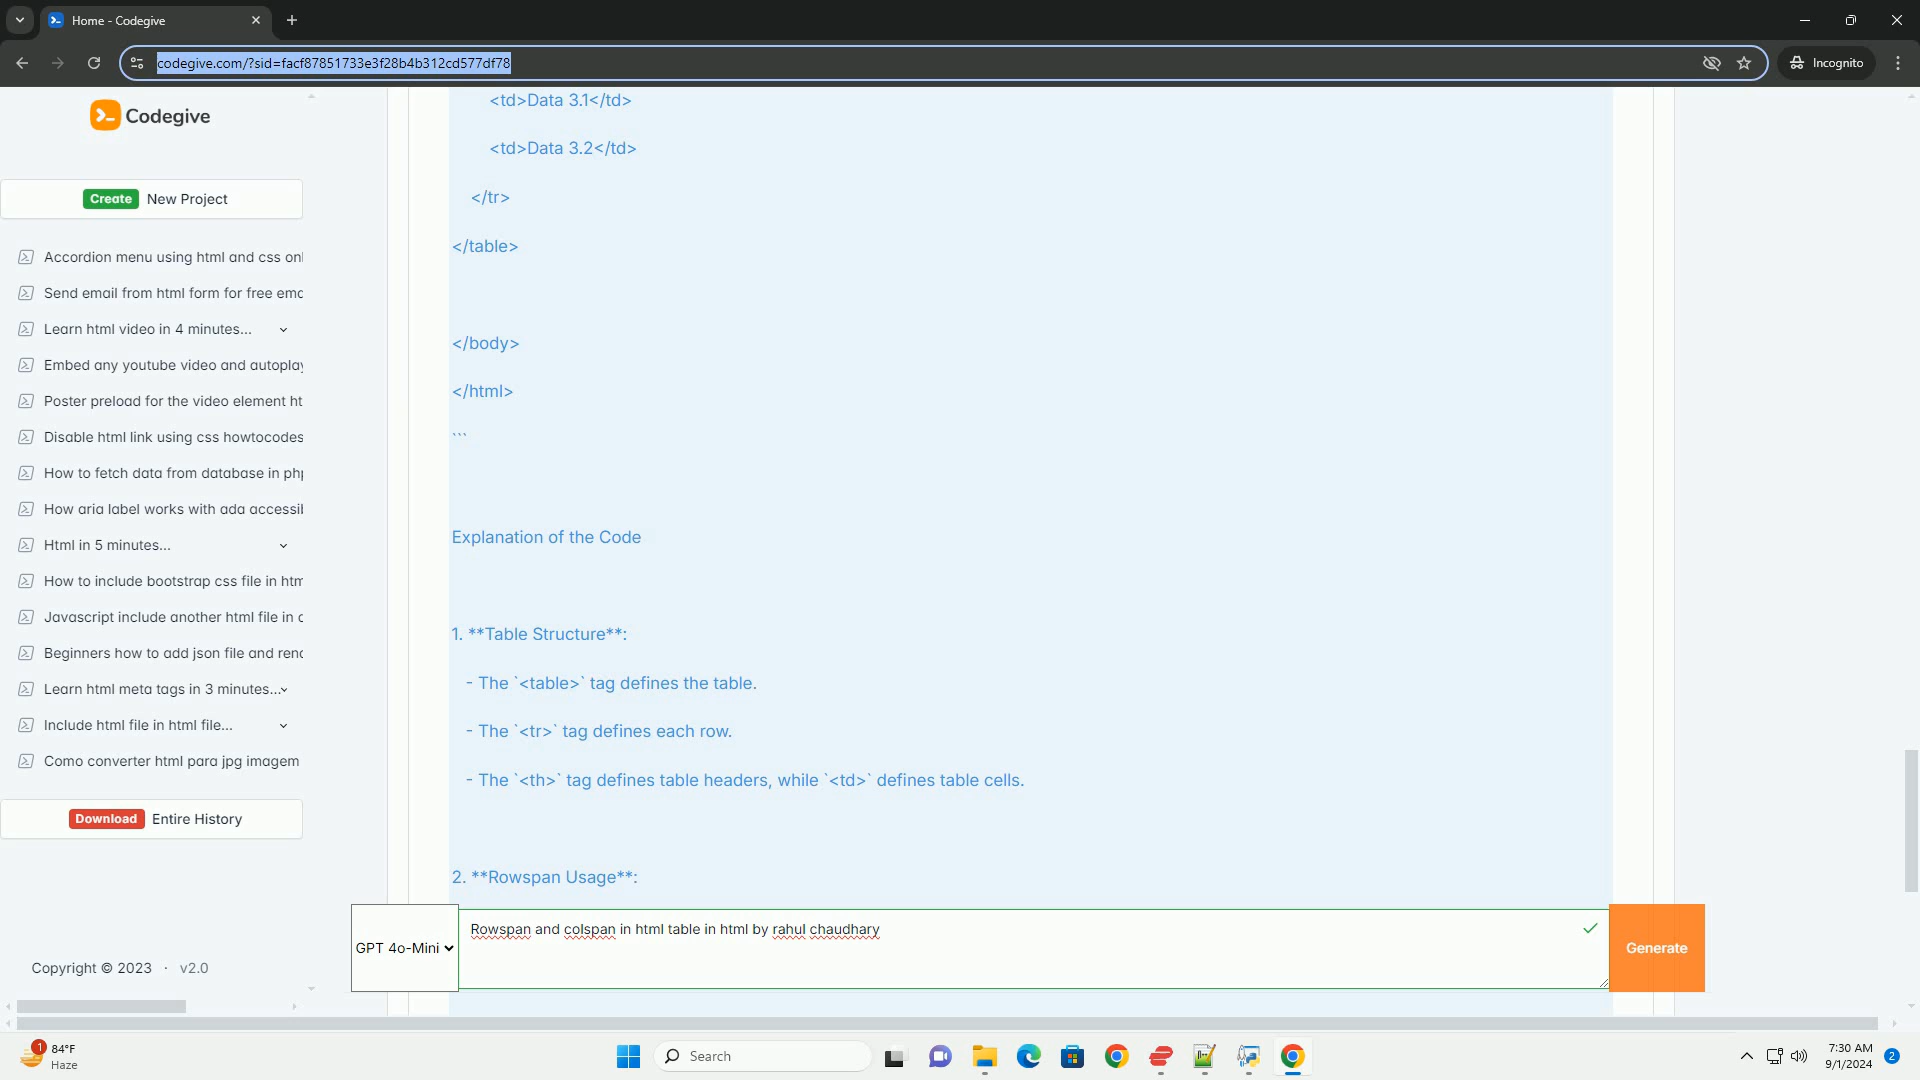 Home - Codegive
codegive.com/?sid=facf87851733e3f28b4b312cd577df78
Incognito
Codegive
Create New Project
Accordion menu using html and css onl
Send email from html form for free ema
Learn html video in 4 minutes...
Embed any youtube video and autoplay
Poster preload for the video element ht
Disable html link using css howtocodes
How to fetch data from database in php
How aria label works with ada accessib
Html in 5 minutes...
How to include bootstrap css file in htm
Javascript include another html file in a
Beginners how to add json file and rend
Learn html meta tags in 3 minutes...
Include html file in html file...
Como converter html para jpg imagem
Download Entire History
Copyright © 2023 · v2.0
<td>Data 3.1</td>
<td>Data 3.2</td>
</tr>
</table>
</body>
</html>
```
Explanation of the Code
1. **Table Structure**:
- The `<table>` tag defines the table.
- The `<tr>` tag defines each row.
- The `<th>` tag defines table headers, while `<td>` defines table cells.
2. **Rowspan Usage**:
GPT 4o-Mini
Rowspan and colspan in html table in html by rahul chaudhary
Generate
1
84°F
Haze
Search
7:30 AM
9/1/2024
2